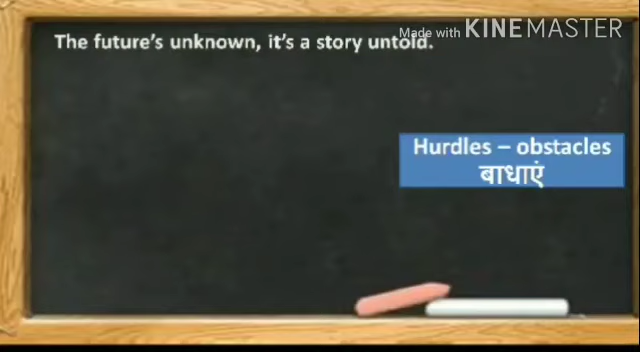 The future's unknown, it's a story untold.
Made with KINEMASTER
Hurdles – obstacles
बाधाएं